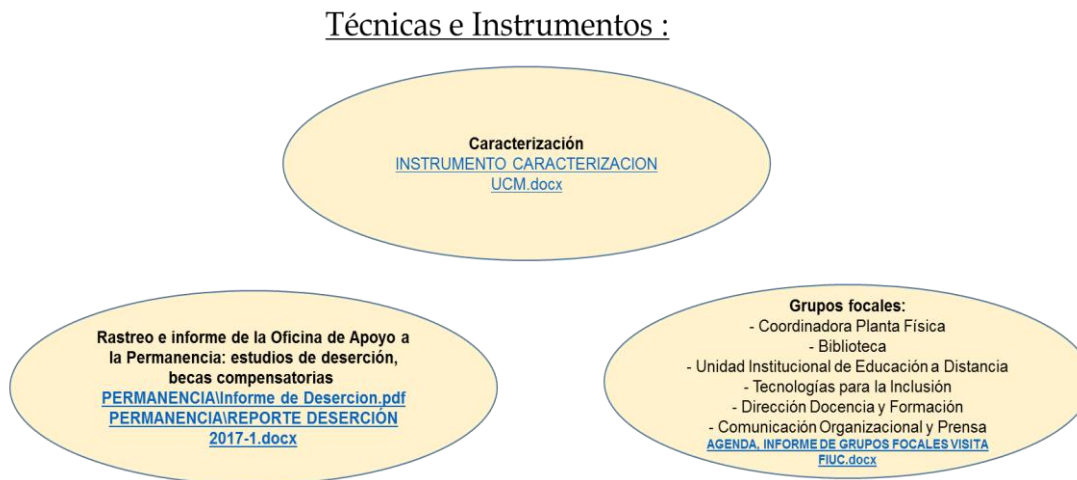 Técnicas e Instrumentos :
Caracterización
INSTRUMENTO CARACTERIZACION
UCM.docx
Rastreo e informe de la Oficina de Apoyo a
la Permanencia: estudios de deserción,
becas compensatorias
PERMANENCIA\Informe de Desercion.pdf
PERMANENCIA\REPORTE DESERCIÓN
2017-1.docx
Grupos focales:
- Coordinadora Planta Física
- Biblioteca
- Unidad Institucional de Educación a Distancia
- Tecnologías para la Inclusión
- Dirección Docencia y Formación
- Comunicación Organizacional y Prensa
AGENDA, INFORME DE GRUPOS FOCALES VISITA
FIUC.docx